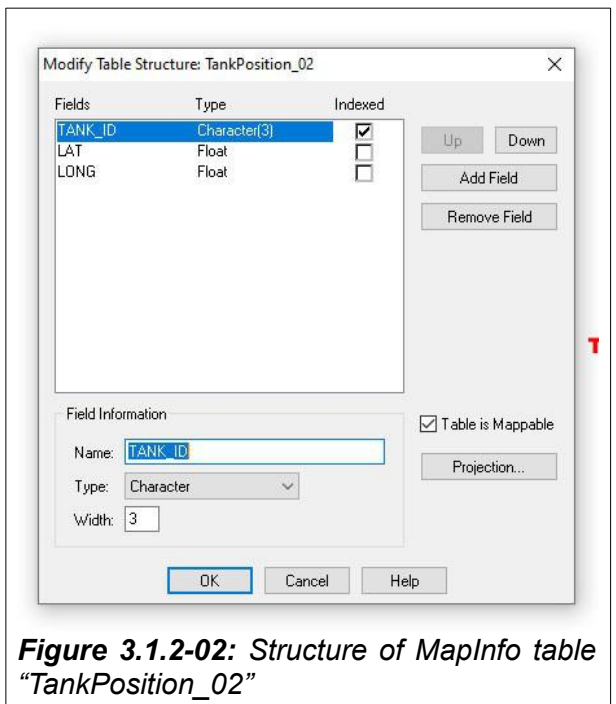 Modify Table Structure: TankPosition_02
Fields Type Indexed
TANK_ID Character(3)
LAT Float
LONG Float
Up Down
Add Field
Remove Field
T
Field Information
Name: TANK_ID
Type: Character
Width: 3
Table is Mappable
Projection...
OK Cancel Help
Figure 3.1.2-02: Structure of MapInfo table
“TankPosition_02”